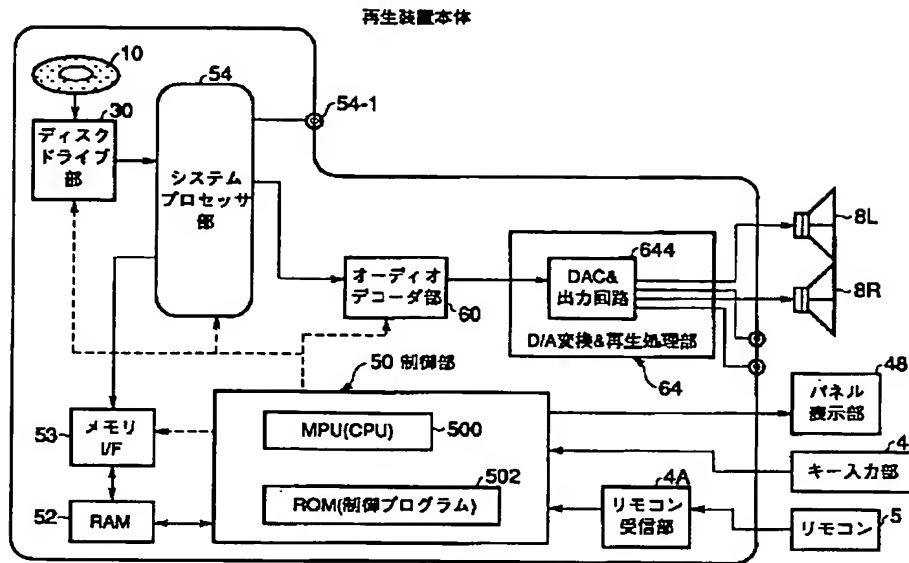 再生装置本体
10
54
30
54-1
ディスク
ドライブ
部
システム
プロセッサ
部
8L
644
オーディオ
デコーダ部
DAC&
出力回路
60
8R
D/A変換&再生処理部
50 制御部
64
48
パネル
表示部
53
メモリ
I/F
MPU(CPU)
500
4
キー入力部
502
4A
52
RAM
ROM(制御プログラム)
リモコン
受信部
リモコン
5